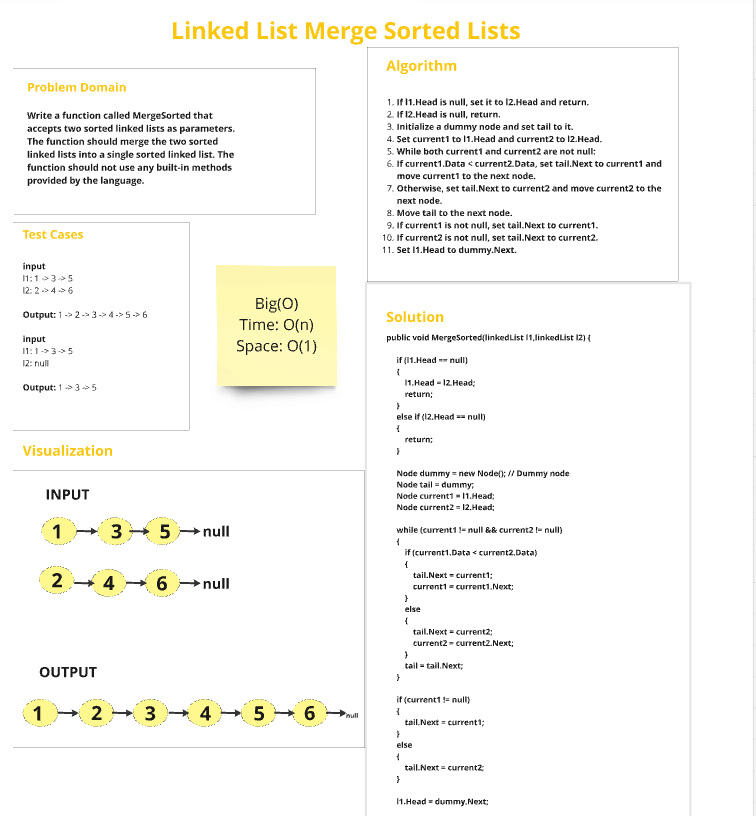 Linked List Merge Sorted Lists
Problem Domain
Write a function called MergeSorted that
accepts two sorted linked lists as parameters.
The function should merge the two sorted
linked lists into a single sorted linked list. The
function should not use any built-in methods
provided by the language.
Test Cases
input
l1: 1 -> 3 -> 5
l2: 2 -> 4 -> 6
Output: 1 -> 2 -> 3 -> 4 -> 5 -> 6
input
l1: 1 -> 3 -> 5
l2: null
Output: 1 -> 3 -> 5
Big(O)
Time: O(n)
Space: O(1)
Visualization
INPUT
1 3 5 null
2 4 6 null
OUTPUT
1 2 3 4 5 6 null
Algorithm
1. If l1.Head is null, set it to l2.Head and return.
2. If l2.Head is null, return.
3. Initialize a dummy node and set tail to it.
4. Set current1 to l1.Head and current2 to l2.Head.
5. While both current1 and current2 are not null:
6. If current1.Data < current2.Data, set tail.Next to current1 and
move current1 to the next node.
7. Otherwise, set tail.Next to current2 and move current2 to the
next node.
8. Move tail to the next node.
9. If current1 is not null, set tail.Next to current1.
10. If current2 is not null, set tail.Next to current2.
11. Set l1.Head to dummy.Next.
Solution
public void MergeSorted(linkedList l1,linkedList l2) {
if (l1.Head == null)
{
l1.Head = l2.Head;
return;
}
else if (l2.Head == null)
{
return;
}
Node dummy = new Node(); // Dummy node
Node tail = dummy;
Node current1 = l1.Head;
Node current2 = l2.Head;
while (current1 != null && current2 != null)
{
if (current1.Data < current2.Data)
{
tail.Next = current1;
current1 = current1.Next;
}
else
{
tail.Next = current2;
current2 = current2.Next;
}
tail = tail.Next;
}
if (current1 != null)
{
tail.Next = current1;
}
else
{
tail.Next = current2;
}
l1.Head = dummy.Next;